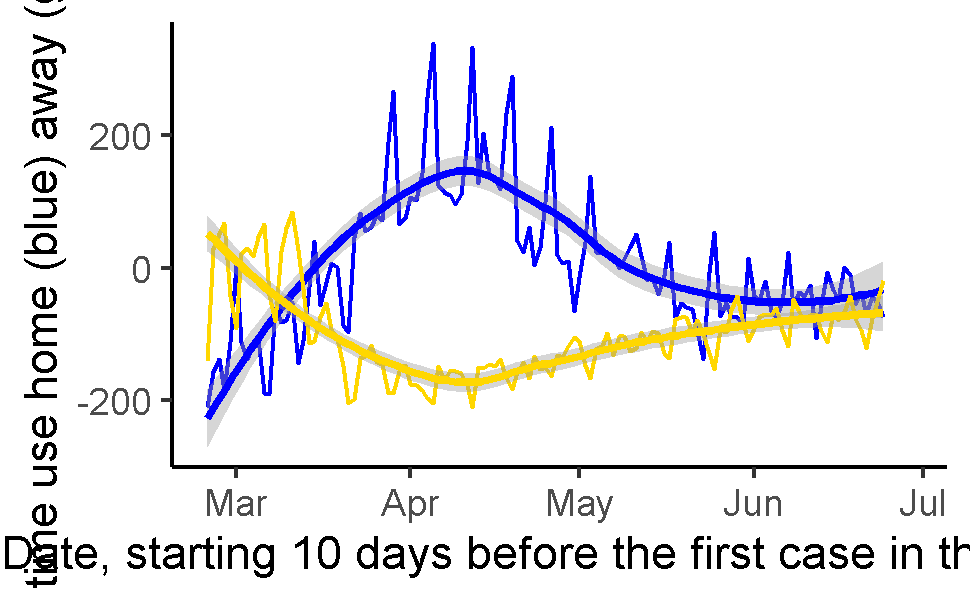 time use home (blue) away (
200
0
-200
Mar Apr May Jun Jul
Date, starting 10 days before the first case in th